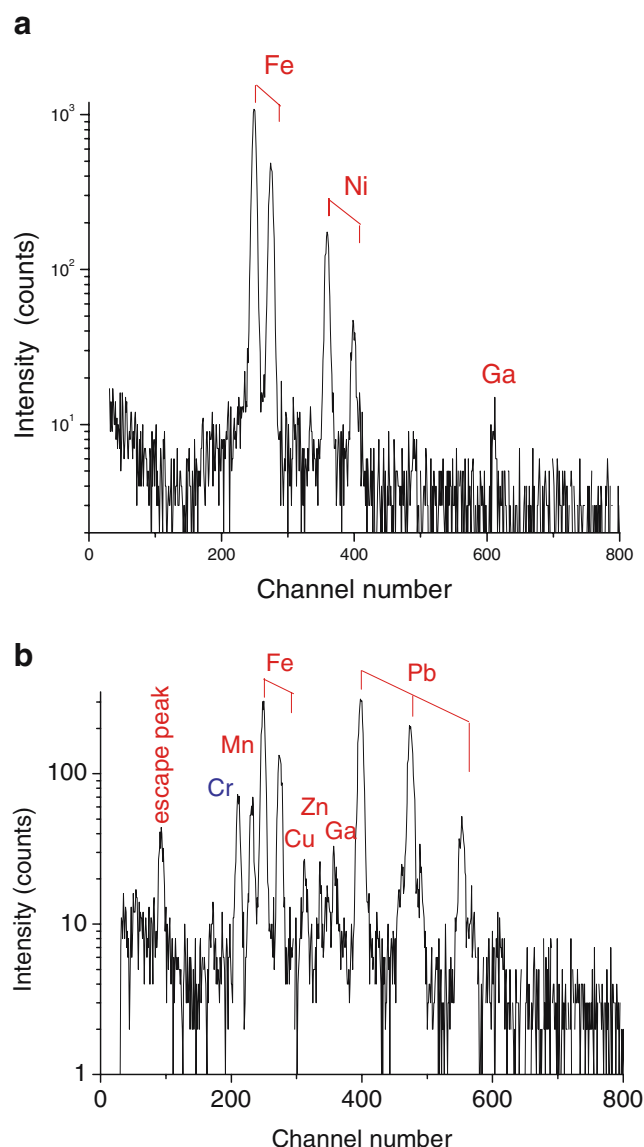 a
Fe
Ni
Ga
10³
10²
10¹
Intensity (counts)
0 200 400 600 800
Channel number
b
escape peak
Fe
Pb
Mn
Cr
Zn
Cu
Ga
100
10
1
Intensity (counts)
0 200 400 600 800
Channel number